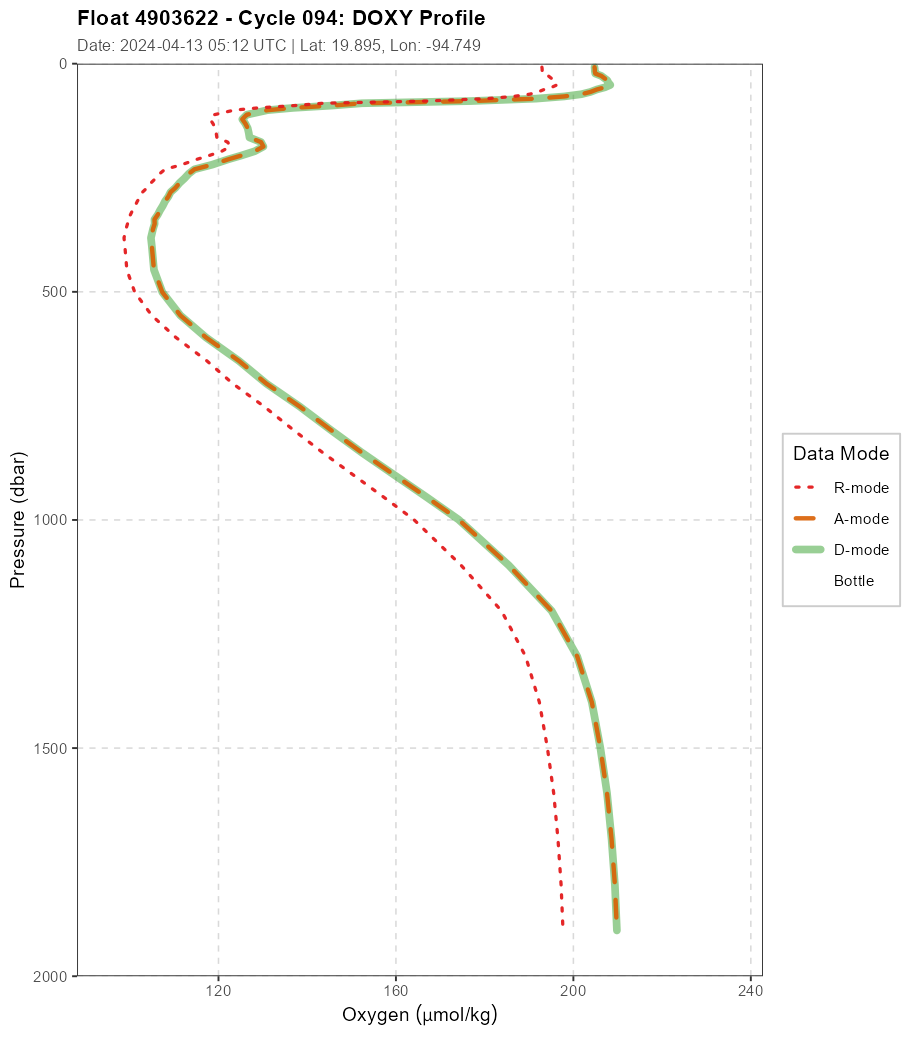 Float 4903622 - Cycle 094: DOXY Profile
Date: 2024-04-13 05:12 UTC | Lat: 19.895, Lon: -94.749
0
500
1000
1500
2000
Pressure (dbar)
120 160 200 240
Oxygen (μmol/kg)
Data Mode
R-mode
A-mode
D-mode
Bottle